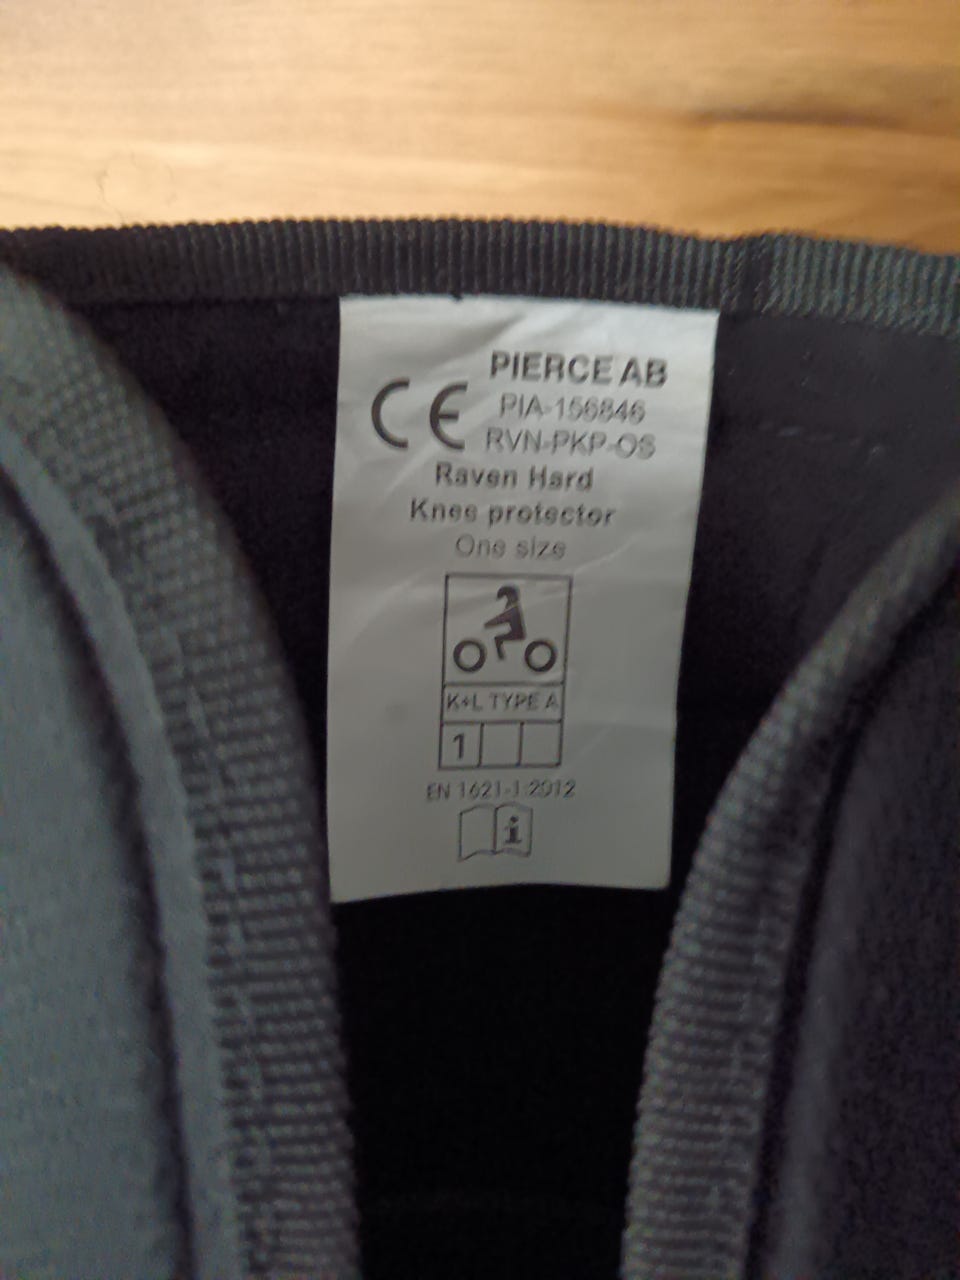 PIERCE AB
CE PIA-156846
RVN-PKP-OS
Raven Hard
Knee protector
One size
K+L TYPE A
1
EN 1621-1:2012
i